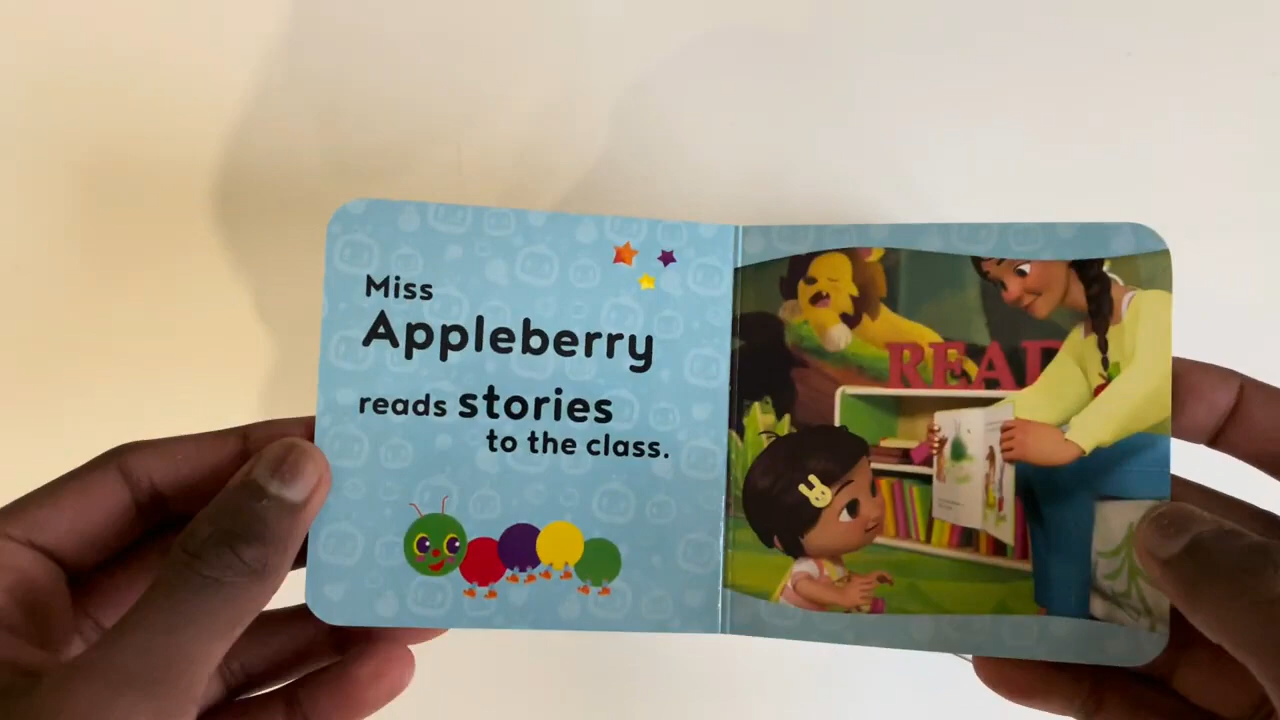 Miss
Appleberry
reads stories
to the class.
READ